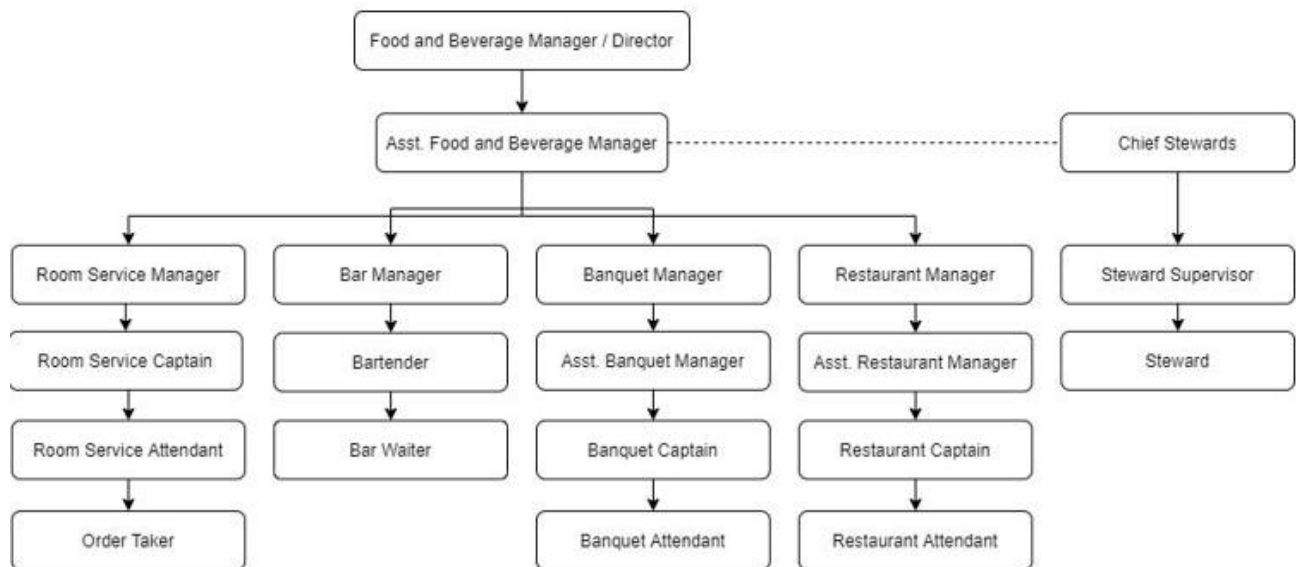 Food and Beverage Manager / Director
Asst. Food and Beverage Manager
Chief Stewards
Room Service Manager
Bar Manager
Banquet Manager
Restaurant Manager
Steward Supervisor
Room Service Captain
Bartender
Asst. Banquet Manager
Asst. Restaurant Manager
Steward
Room Service Attendant
Bar Waiter
Banquet Captain
Restaurant Captain
Order Taker
Banquet Attendant
Restaurant Attendant